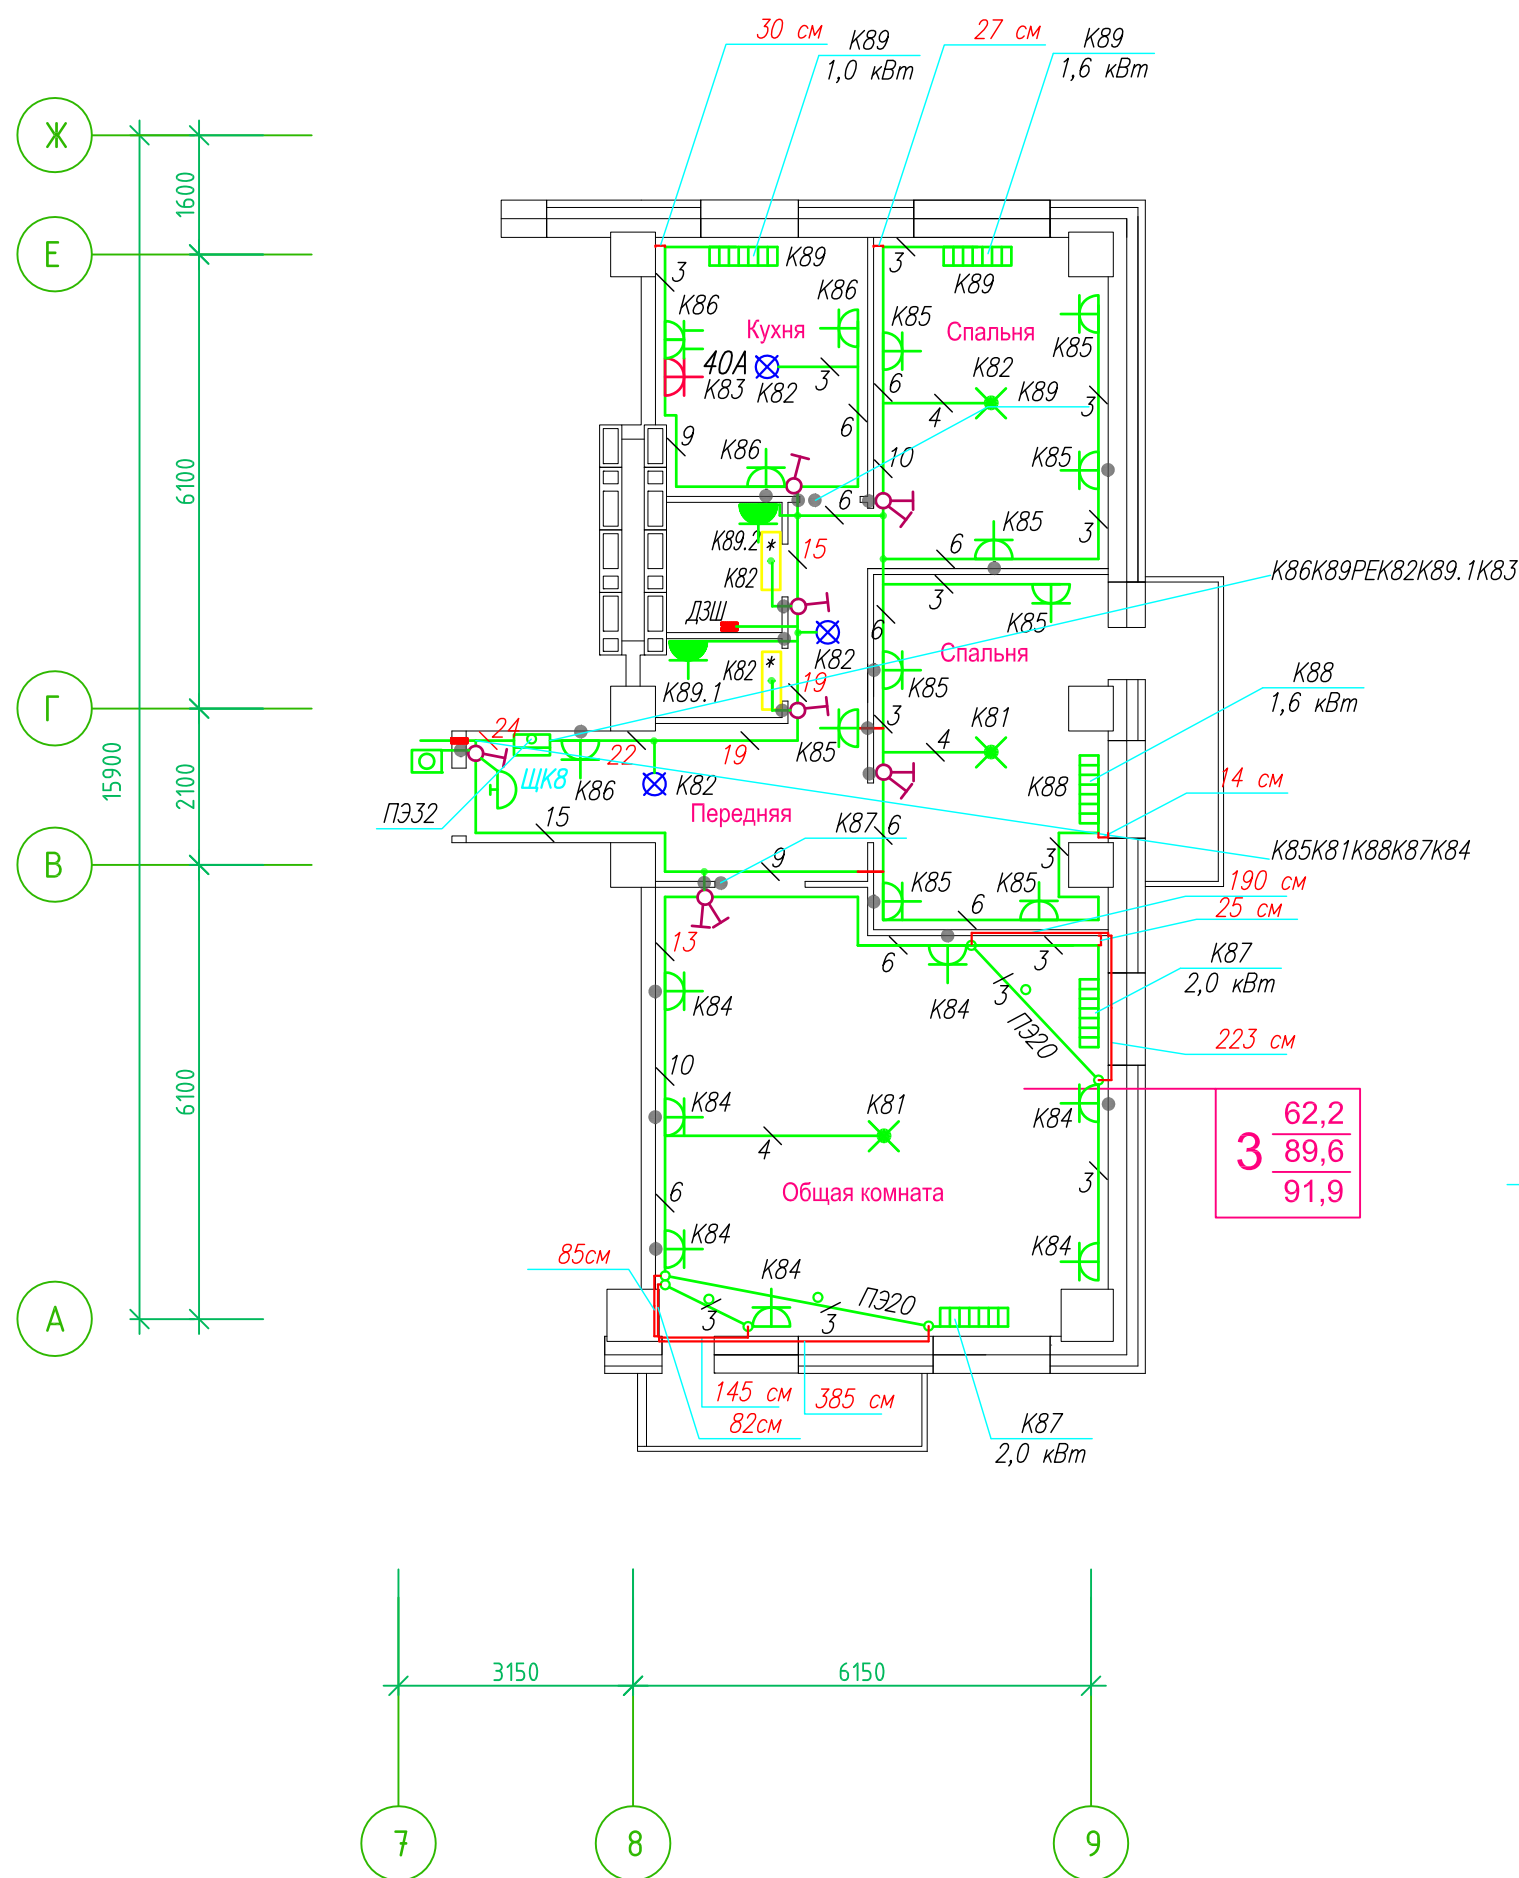 30 см
К89
1,0 кВт
27 см
К89
1,6 кВт
Ж
1600
Е
К89
К89
3
3
К86
К86
К85
Кухня
Спальня
К85
40А
К83
К82
3
К82
К89
6
4
3
9
6
6100
К86
10
К85
6
К85
3
К89.2
*
15
6
К82
3
К86К89РЕК82К89.1К83
ДЗШ
6
К85
К82
Спальня
К82
*
К89.1
19
К85
К88
1,6 кВт
Г
24
22
19
К85
3
4
К81
15900
2100
ЩК8
К86
К82
К88
14 см
ПЭ32
15
Передняя
К87
6
3
К85К81К88К87К84
В
9
К85
К85
190 см
25 см
6
13
6
3
К87
2,0 кВт
К84
К84
3
ПЭ20
223 см
6100
10
К84
К81
К84
62,2
3
89,6
91,9
4
3
6
Общая комната
К84
К84
85см
К84
ПЭ20
3
3
А
145 см
385 см
82см
К87
2,0 кВт
3150
6150
7
8
9